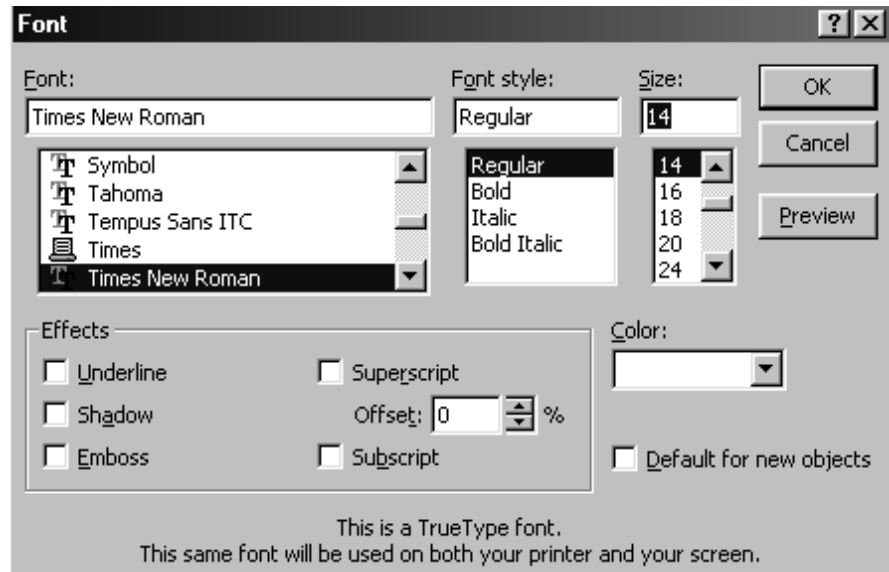 Font
Font: Font style: Size:
Times New Roman Regular 14 OK
Symbol Regular 14 Cancel
Tahoma Bold 16
Tempus Sans ITC Italic 18 Preview
Times Bold Italic 20
Times New Roman 24
Effects Color:
Underline Superscript
Shadow Offset: 0 %
Emboss Subscript Default for new objects
This is a TrueType font.
This same font will be used on both your printer and your screen.